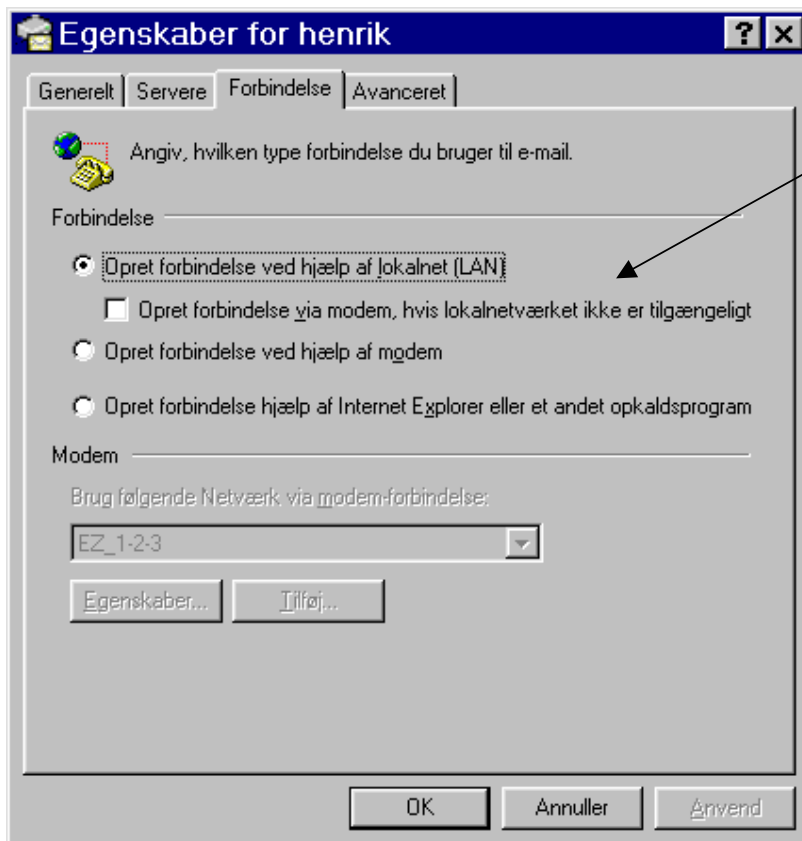 Egenskaber for henrik
Generelt Servere Forbindelse Avanceret
Angiv, hvilken type forbindelse du bruger til e-mail.
Forbindelse
Opret forbindelse ved hjælp af lokalnet (LAN)
Opret forbindelse via modem, hvis lokalnetværket ikke er tilgængeligt
Opret forbindelse ved hjælp af modem
Opret forbindelse hjælp af Internet Explorer eller et andet opkaldsprogram
Modem
Brug følgende Netværk via modem-forbindelse:
EZ_1-2-3
Egenskaber... Tilføj...
OK Annuller Anvend